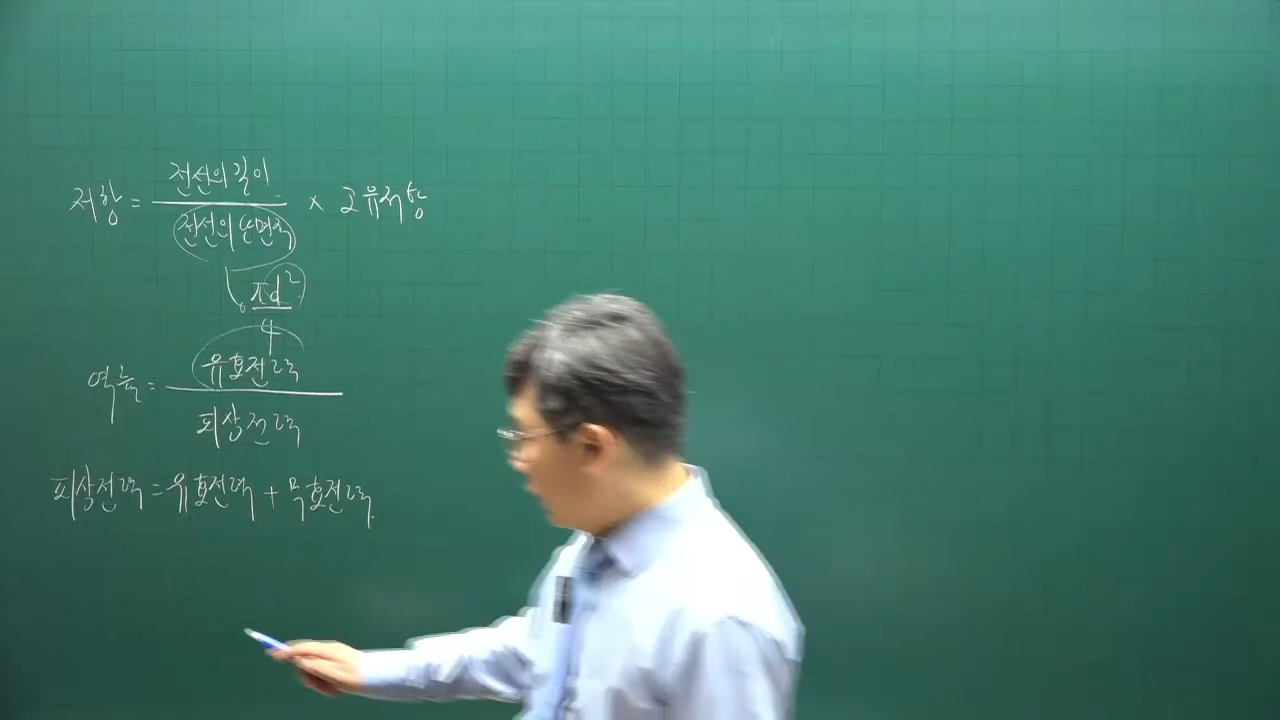 저항 = 전선의 길이 / 전선의 단면적 × 고유저항
πd² / 4
역률 = 유효전력 / 피상전력
피상전력 = 유효전력 + 무효전력